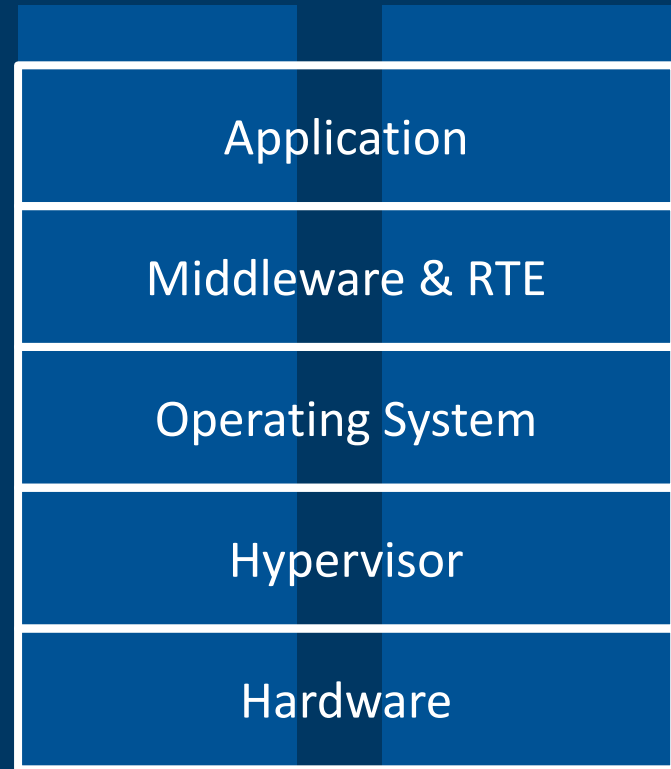 Application
Middleware & RTE
Operating System
Hypervisor
Hardware